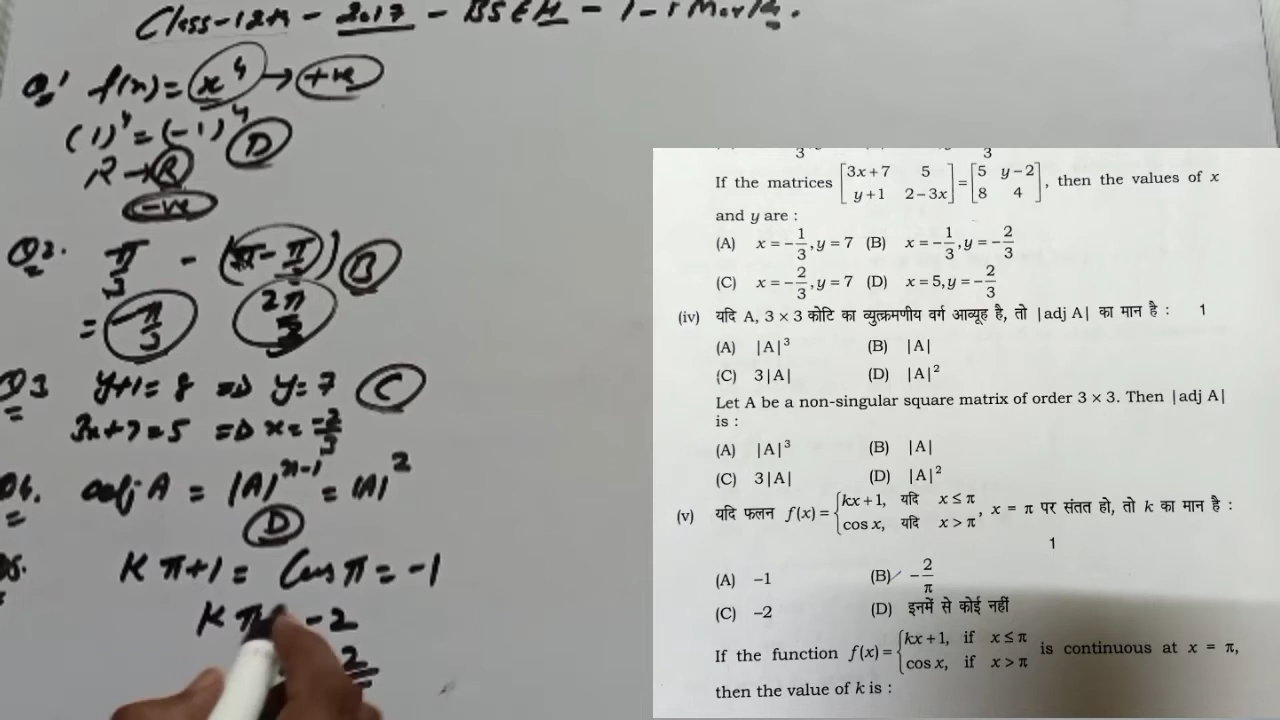 Class-12th - 2017 - BSEH - 1-1 Mark.
Q1 f(x) = x⁴ → +ve
(1)⁴ = (-1)⁴ D
R → R
-ve
Q2. π/3 - (π - π/3) B
= -π/3 2π/3
Q3 y+1 = 8 ⇒ y = 7 C
3x+7 = 5 ⇒ x = -2/3
Q4. adj A = |A|ⁿ⁻¹ = |A|²
D
Q5. Kπ+1 = Cos π = -1
Kπ -2
2
3 3
If the matrices [3x+7 5; y+1 2-3x] = [5 y-2; 8 4], then the values of x
and y are :
(A) x = -1/3, y = 7 (B) x = -1/3, y = -2/3
(C) x = -2/3, y = 7 (D) x = 5, y = -2/3
(iv) यदि A, 3 × 3 कोटि का व्युत्क्रमणीय वर्ग आव्यूह है, तो |adj A| का मान है : 1
(A) |A|³ (B) |A|
(C) 3|A| (D) |A|²
Let A be a non-singular square matrix of order 3 × 3. Then |adj A|
is :
(A) |A|³ (B) |A|
(C) 3|A| (D) |A|²
(v) यदि फलन f(x) = {kx + 1, यदि x ≤ π; cos x, यदि x > π, x = π पर संतत हो, तो k का मान है :
1
(A) -1 (B) -2/π
(C) -2 (D) इनमें से कोई नहीं
If the function f(x) = {kx + 1, if x ≤ π; cos x, if x > π is continuous at x = π,
then the value of k is :